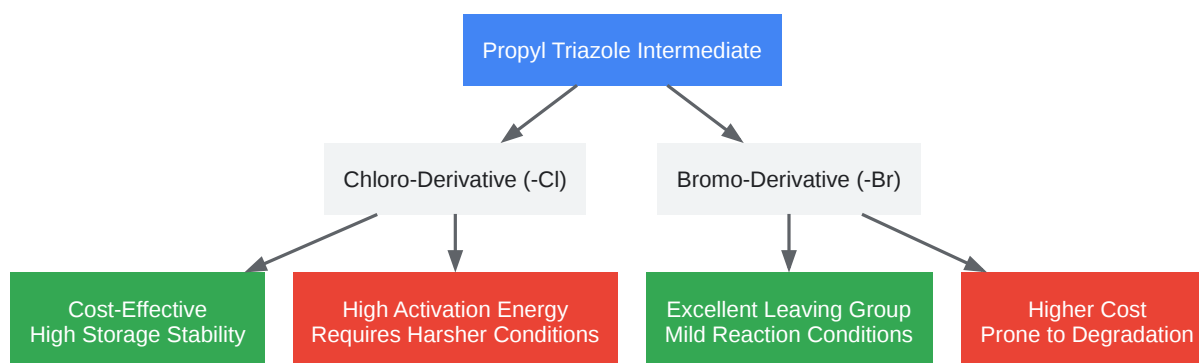 Propyl Triazole Intermediate
Chloro-Derivative (-Cl)
Bromo-Derivative (-Br)
Cost-Effective
High Storage Stability
High Activation Energy
Requires Harsher Conditions
Excellent Leaving Group
Mild Reaction Conditions
Higher Cost
Prone to Degradation